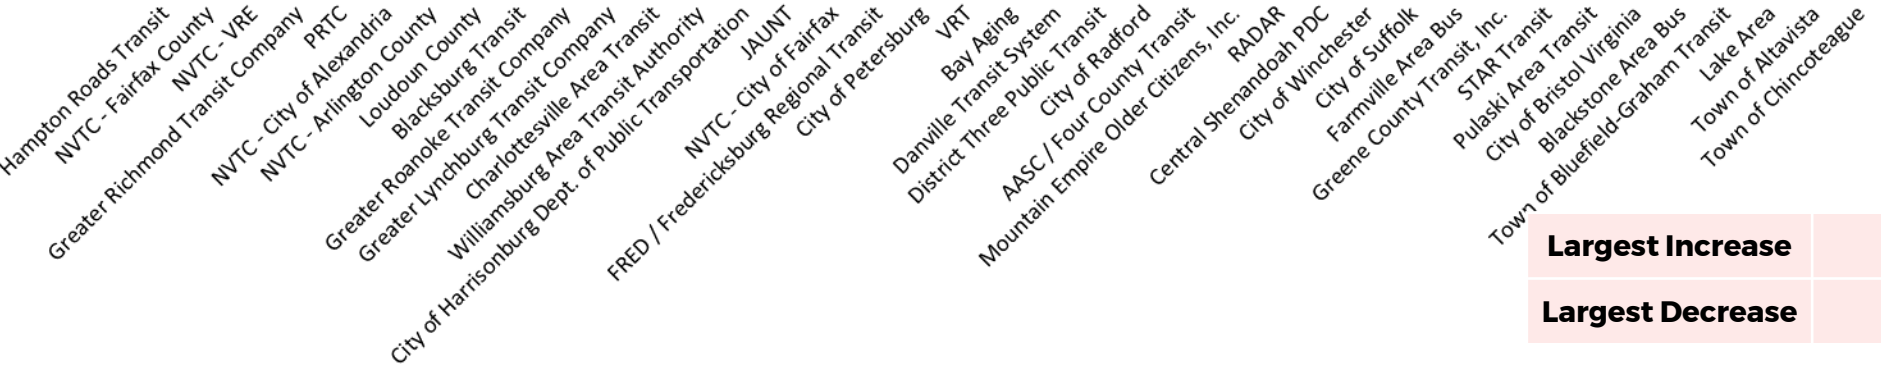 Hampton Roads Transit
NVTC - Fairfax County
NVTC - VRE
Greater Richmond Transit Company
PRTC
NVTC - City of Alexandria
NVTC - Arlington County
Loudoun County
Blacksburg Transit
Greater Roanoke Transit Company
Greater Lynchburg Transit Company
Charlottesville Area Transit
Williamsburg Area Transit Authority
City of Harrisonburg Dept. of Public Transportation
JAUNT
NVTC - City of Fairfax
FRED / Fredericksburg Regional Transit
City of Petersburg
VRT
Bay Aging
Danville Transit System
District Three Public Transit
City of Radford
AASC / Four County Transit
Mountain Empire Older Citizens, Inc.
RADAR
Central Shenandoah PDC
City of Winchester
City of Suffolk
Farmville Area Bus
Greene County Transit, Inc.
STAR Transit
Pulaski Area Transit
City of Bristol Virginia
Blackstone Area Bus
Town of Bluefield-Graham Transit
Lake Area
Town of Altavista
Town of Chincoteague
Largest Increase
Largest Decrease